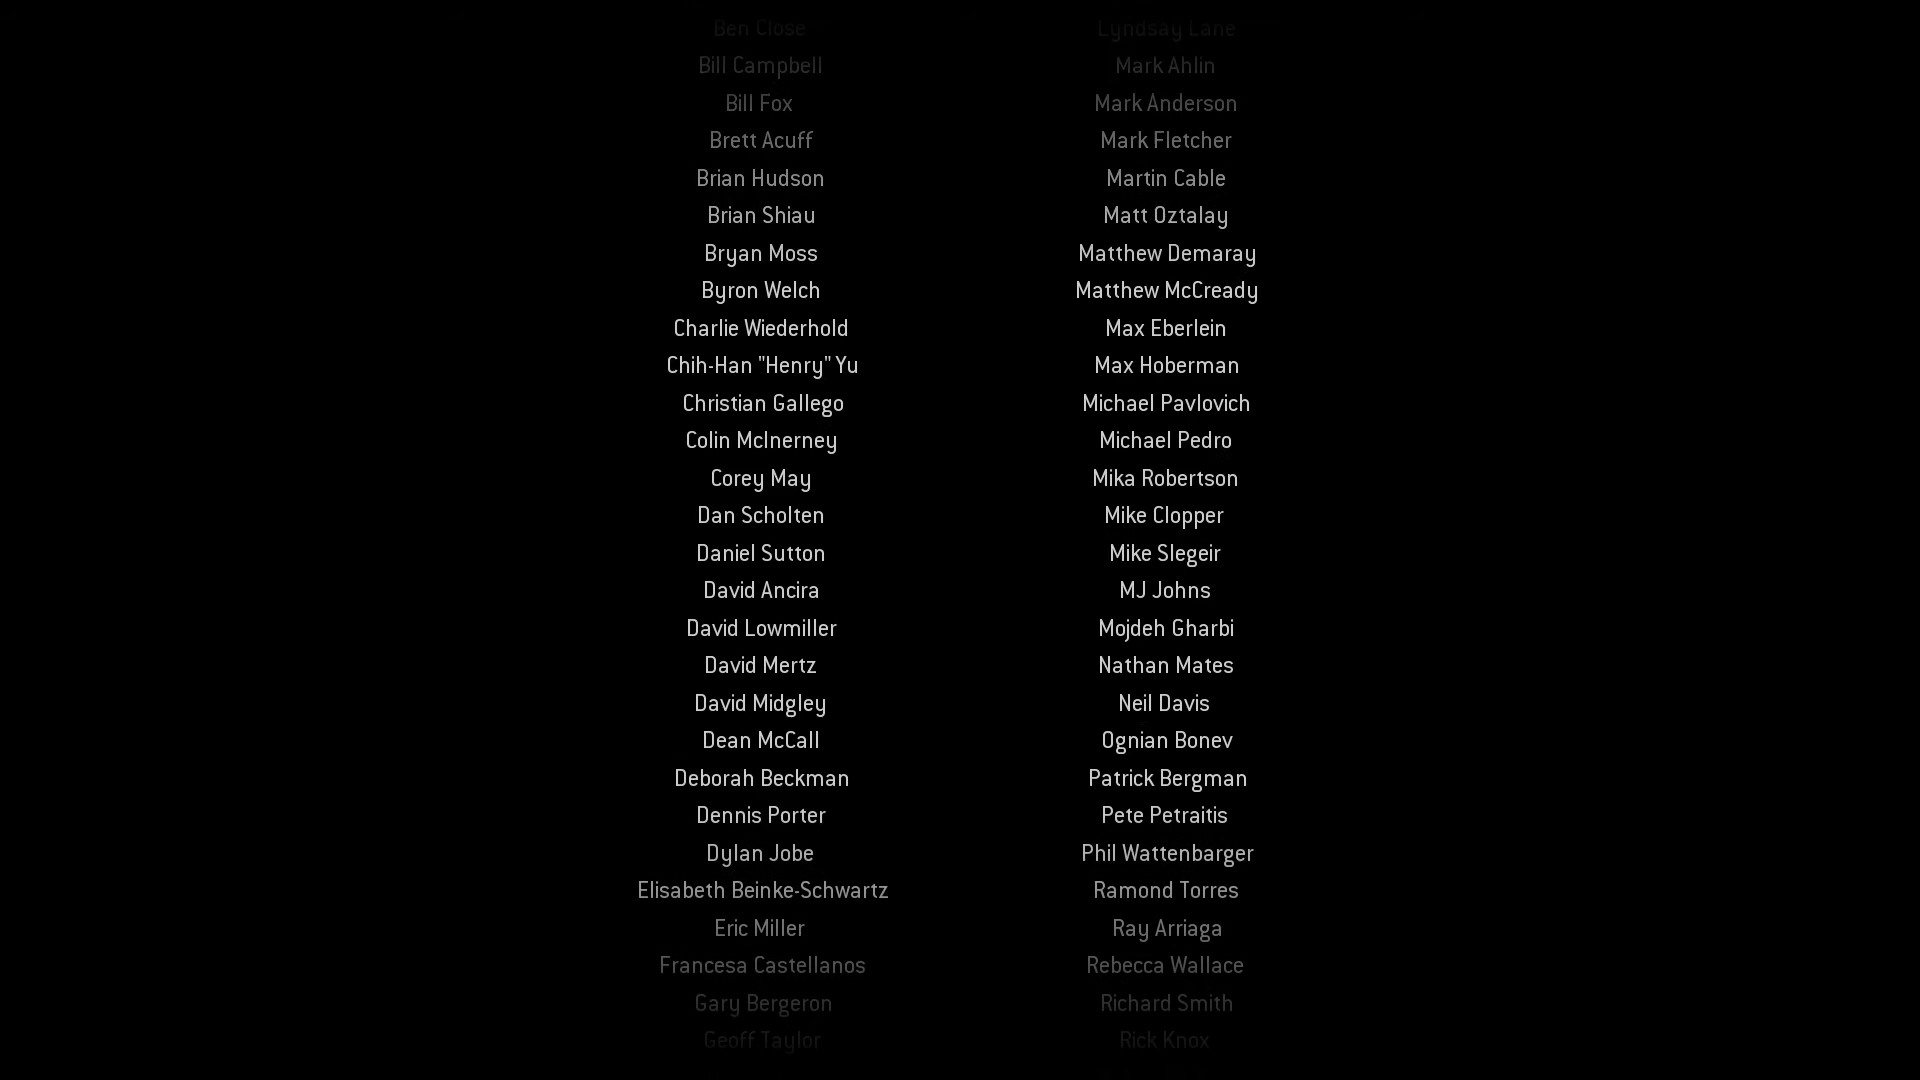 Ben Close
Bill Campbell
Bill Fox
Brett Acuff
Brian Hudson
Brian Shiau
Bryan Moss
Byron Welch
Charlie Wiederhold
Chih-Han "Henry" Yu
Christian Gallego
Colin McInerney
Corey May
Dan Scholten
Daniel Sutton
David Ancira
David Lowmiller
David Mertz
David Midgley
Dean McCall
Deborah Beckman
Dennis Porter
Dylan Jobe
Elisabeth Beinke-Schwartz
Eric Miller
Francesa Castellanos
Gary Bergeron
Geoff Taylor
Lyndsay Lane
Mark Ahlin
Mark Anderson
Mark Fletcher
Martin Cable
Matt Oztalay
Matthew Demaray
Matthew McCready
Max Eberlein
Max Hoberman
Michael Pavlovich
Michael Pedro
Mika Robertson
Mike Clopper
Mike Slegeir
MJ Johns
Mojdeh Gharbi
Nathan Mates
Neil Davis
Ognian Bonev
Patrick Bergman
Pete Petraitis
Phil Wattenbarger
Ramond Torres
Ray Arriaga
Rebecca Wallace
Richard Smith
Rick Knox